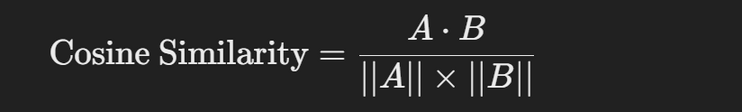 Cosine Similarity = A · B / ||A|| × ||B||